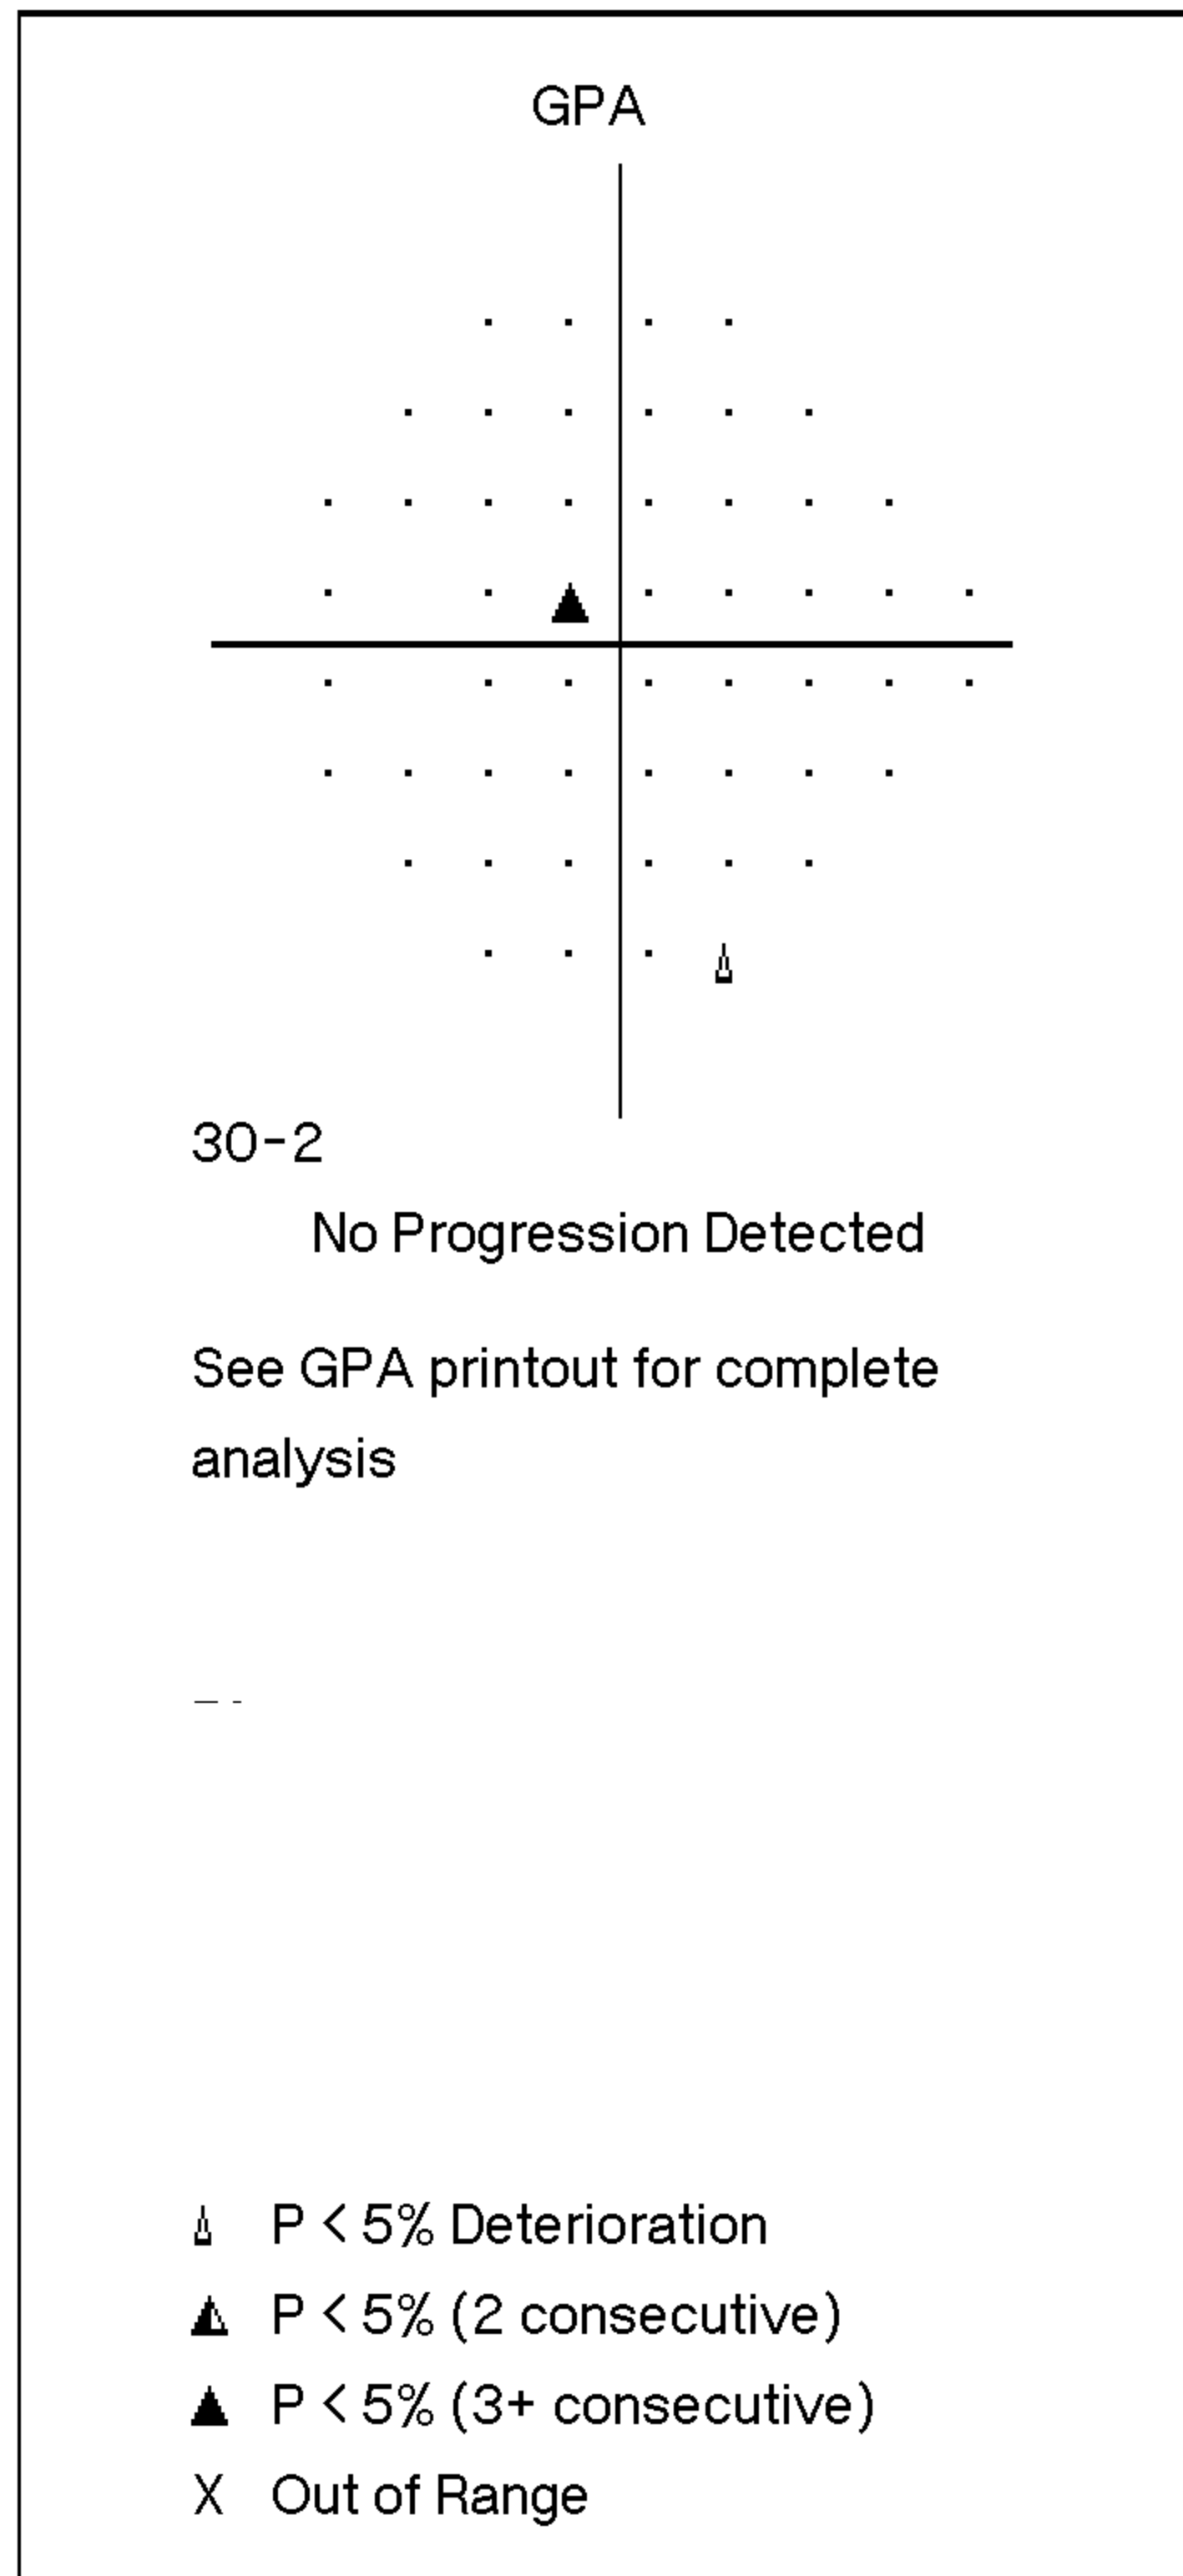 GPA
30-2
No Progression Detected
See GPA printout for complete
analysis
P < 5% Deterioration
P < 5% (2 consecutive)
P < 5% (3+ consecutive)
X Out of Range